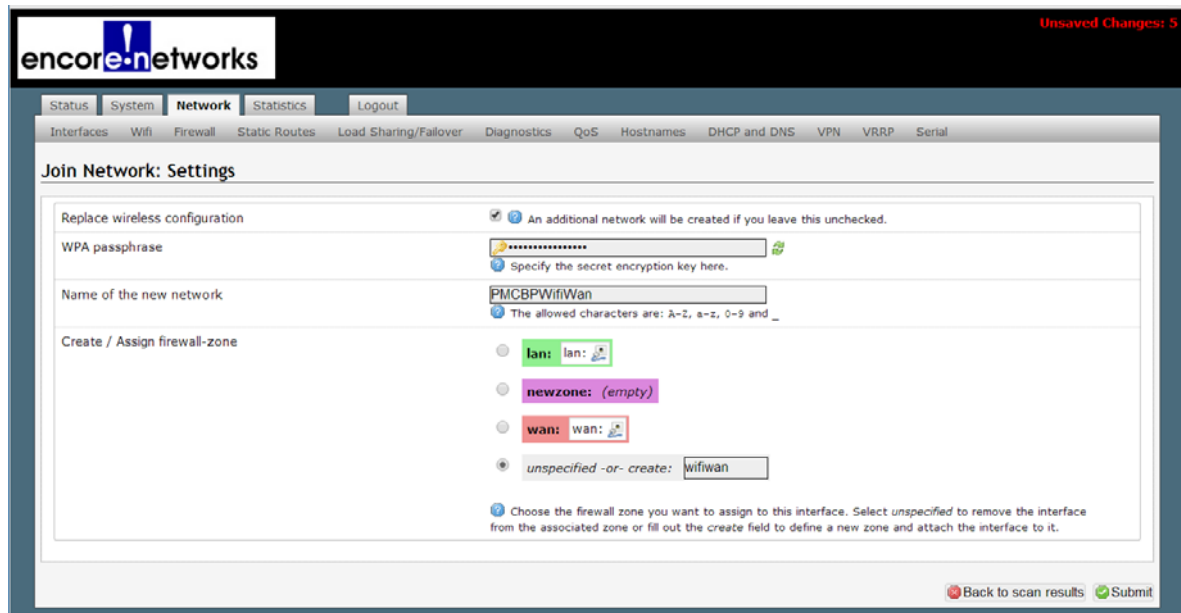 Unsaved Changes: 5
encore!networks
Status System Network Statistics Logout
Interfaces Wifi Firewall Static Routes Load Sharing/Failover Diagnostics QoS Hostnames DHCP and DNS VPN VRRP Serial
Join Network: Settings
Replace wireless configuration
An additional network will be created if you leave this unchecked.
WPA passphrase
••••••••••••••••
Specify the secret encryption key here.
Name of the new network
PMCBPWifiWan
The allowed characters are: A-Z, a-z, 0-9 and _
Create / Assign firewall-zone
lan: lan:
newzone: (empty)
wan: wan:
unspecified -or- create: wifiwan
Choose the firewall zone you want to assign to this interface. Select unspecified to remove the interface
from the associated zone or fill out the create field to define a new zone and attach the interface to it.
Back to scan results Submit